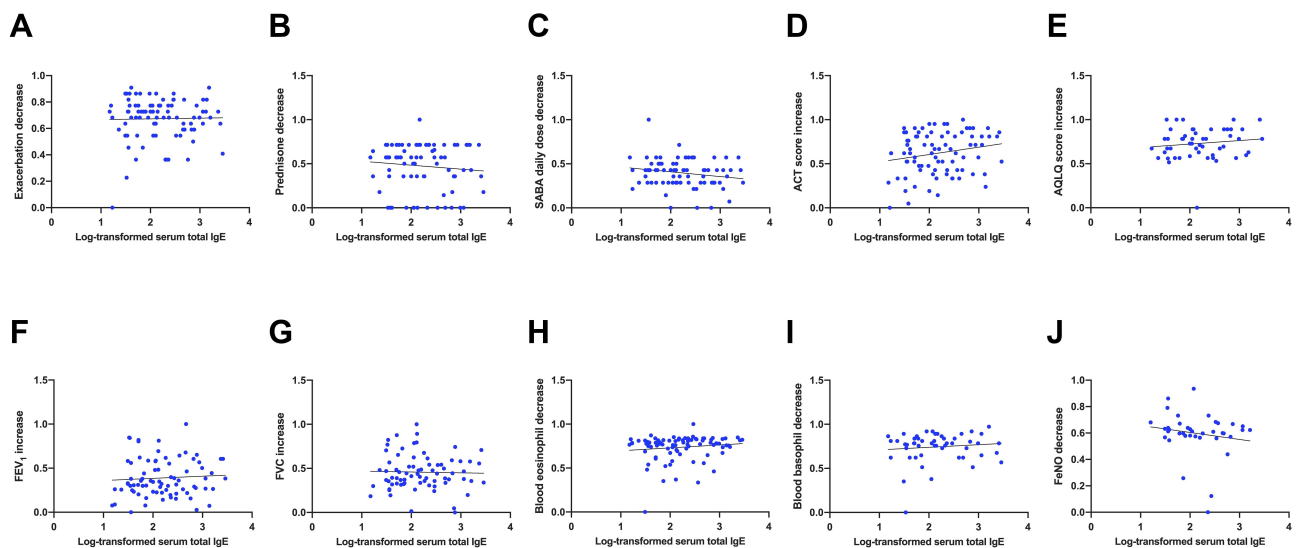 A B C D E
Exacerbation decrease
1.0
0.8
0.6
0.4
0.2
0.0
0 1 2 3 4
Log-transformed serum total IgE
Prednisone decrease
1.5
1.0
0.5
0.0
0 1 2 3 4
Log-transformed serum total IgE
SABA daily dose decrease
1.5
1.0
0.5
0.0
0 1 2 3 4
Log-transformed serum total IgE
ACT score increase
1.5
1.0
0.5
0.0
0 1 2 3 4
Log-transformed serum total IgE
AQLQ score increase
1.5
1.0
0.5
0.0
0 1 2 3 4
Log-transformed serum total IgE
F G H I J
FEV₁ increase
1.5
1.0
0.5
0.0
0 1 2 3 4
Log-transformed serum total IgE
FVC increase
1.5
1.0
0.5
0.0
0 1 2 3 4
Log-transformed serum total IgE
Blood eosinophil decrease
1.5
1.0
0.5
0.0
0 1 2 3 4
Log-transformed serum total IgE
Blood basophil decrease
1.5
1.0
0.5
0.0
0 1 2 3 4
Log-transformed serum total IgE
FeNO decrease
1.0
0.8
0.6
0.4
0.2
0.0
0 1 2 3 4
Log-transformed serum total IgE